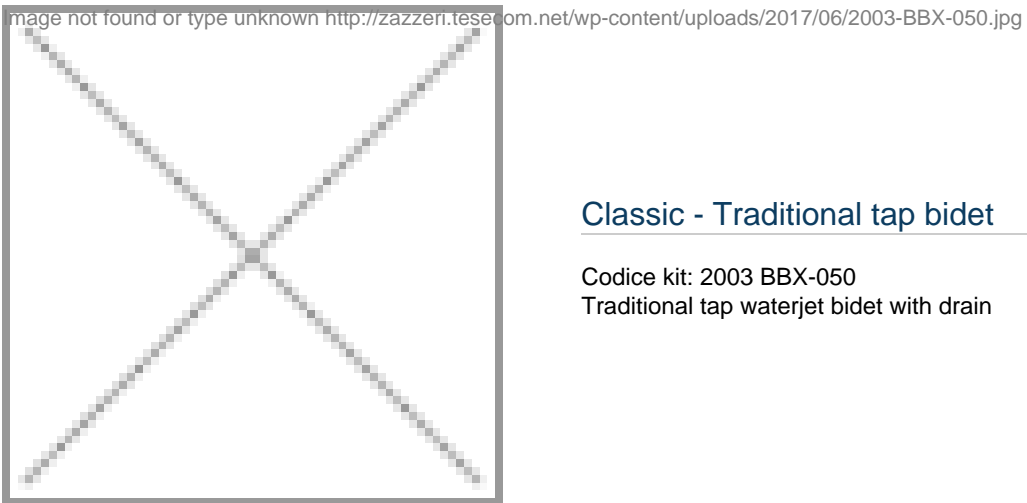 Image not found or type unknown http://zazzeri.tesecom.net/wp-content/uploads/2017/06/2003-BBX-050.jpg
Classic - Traditional tap bidet
Codice kit: 2003 BBX-050
Traditional tap waterjet bidet with drain